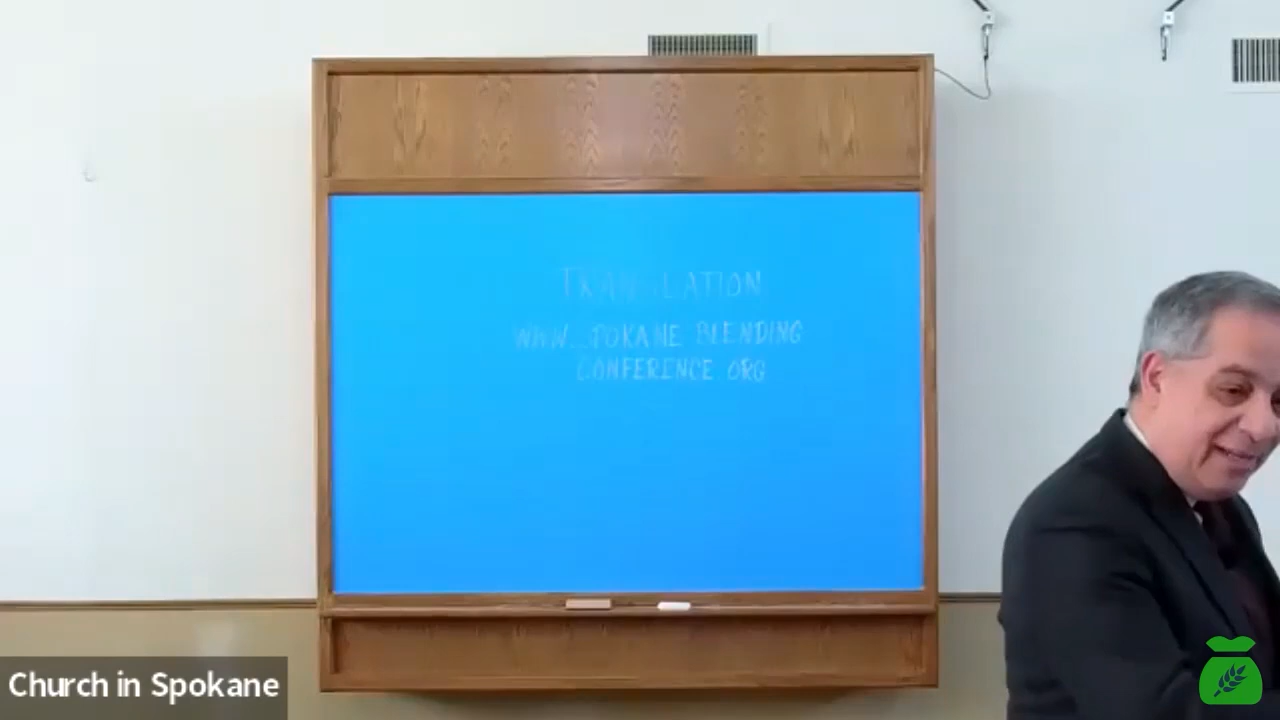 TRANSLATION
WWW.SPOKANE BLENDING
CONFERENCE.ORG
Church in Spokane